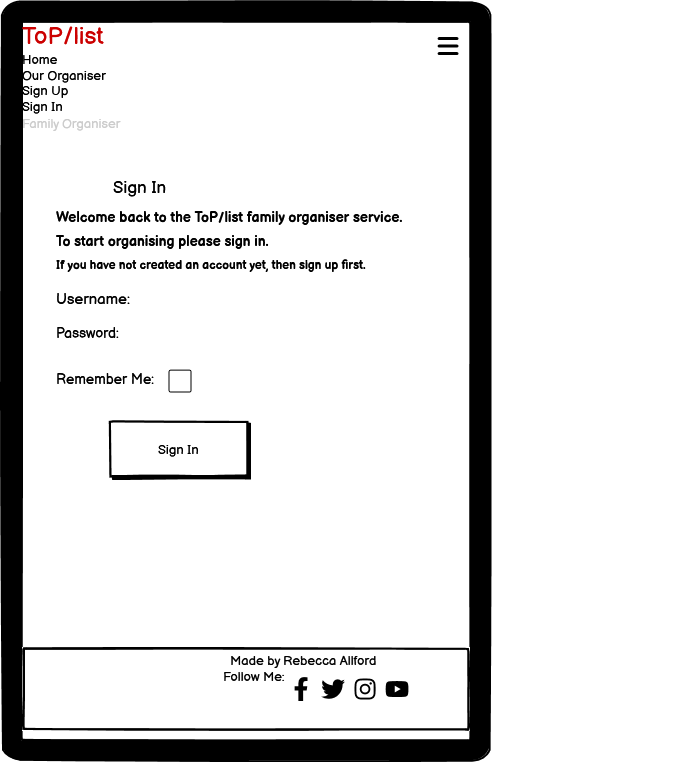 ToP/list
Home
Our Organiser
Sign Up
Sign In
Family Organiser
Sign In
Welcome back to the ToP/list family organiser service.
To start organising please sign in.
If you have not created an account yet, then sign up first.
Username:
Password:
Remember Me:
Sign In
Made by Rebecca Allford
Follow Me: